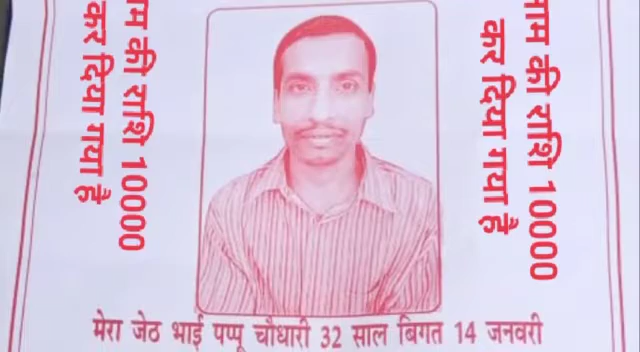 नाम की राशि 10000
कर दिया गया है
नाम की राशि 10000
कर दिया गया है
मेरा जेठ भाई पप्पू चौधारी 32 साल बिगत 14 जनवरी